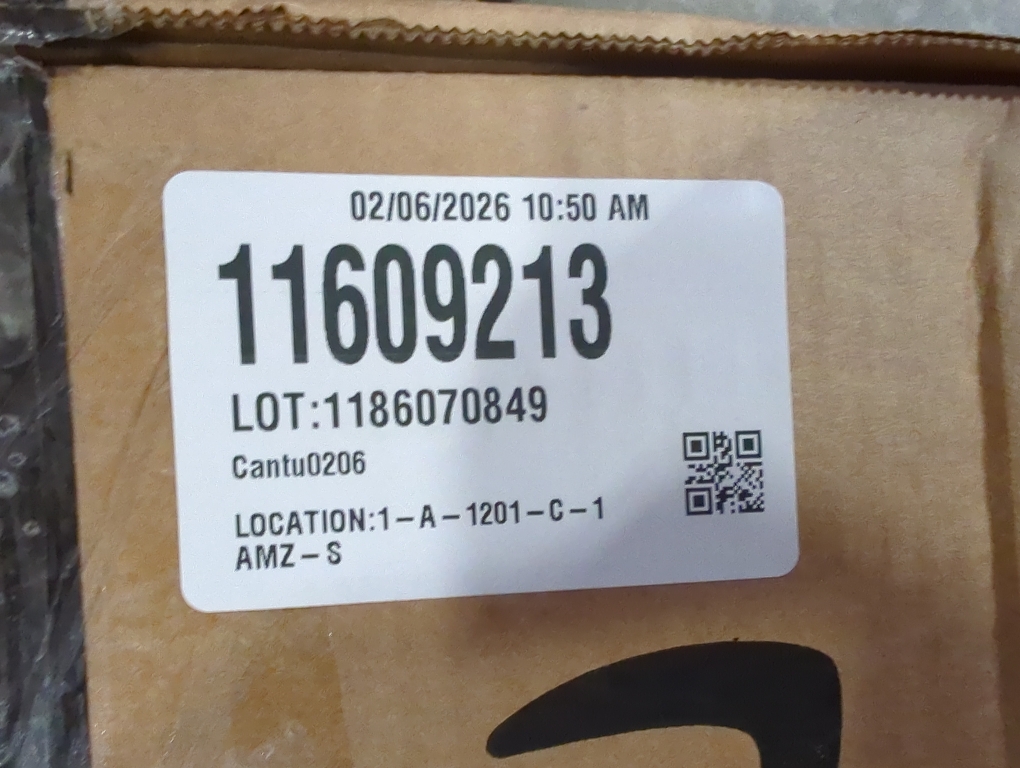 02/06/2026 10:50 AM
11609213
LOT:1186070849
Cantu0206
LOCATION:1-A-1201-C-1
AMZ-S